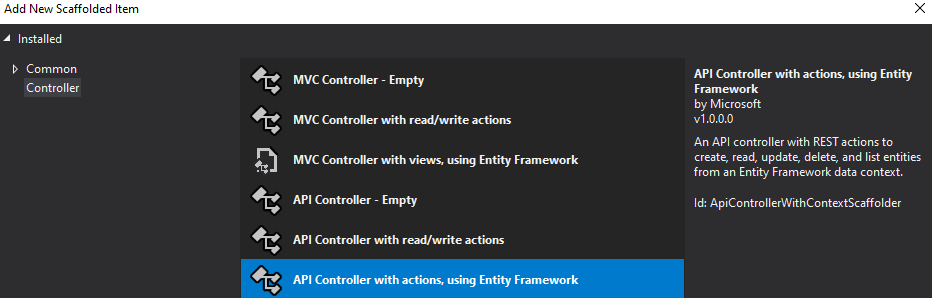 Add New Scaffolded Item
Installed
Common
Controller
MVC Controller - Empty
MVC Controller with read/write actions
MVC Controller with views, using Entity Framework
API Controller - Empty
API Controller with read/write actions
API Controller with actions, using Entity Framework
API Controller with actions, using Entity
Framework
by Microsoft
v1.0.0.0
An API controller with REST actions to
create, read, update, delete, and list entities
from an Entity Framework data context.
Id: ApiControllerWithContextScaffolder